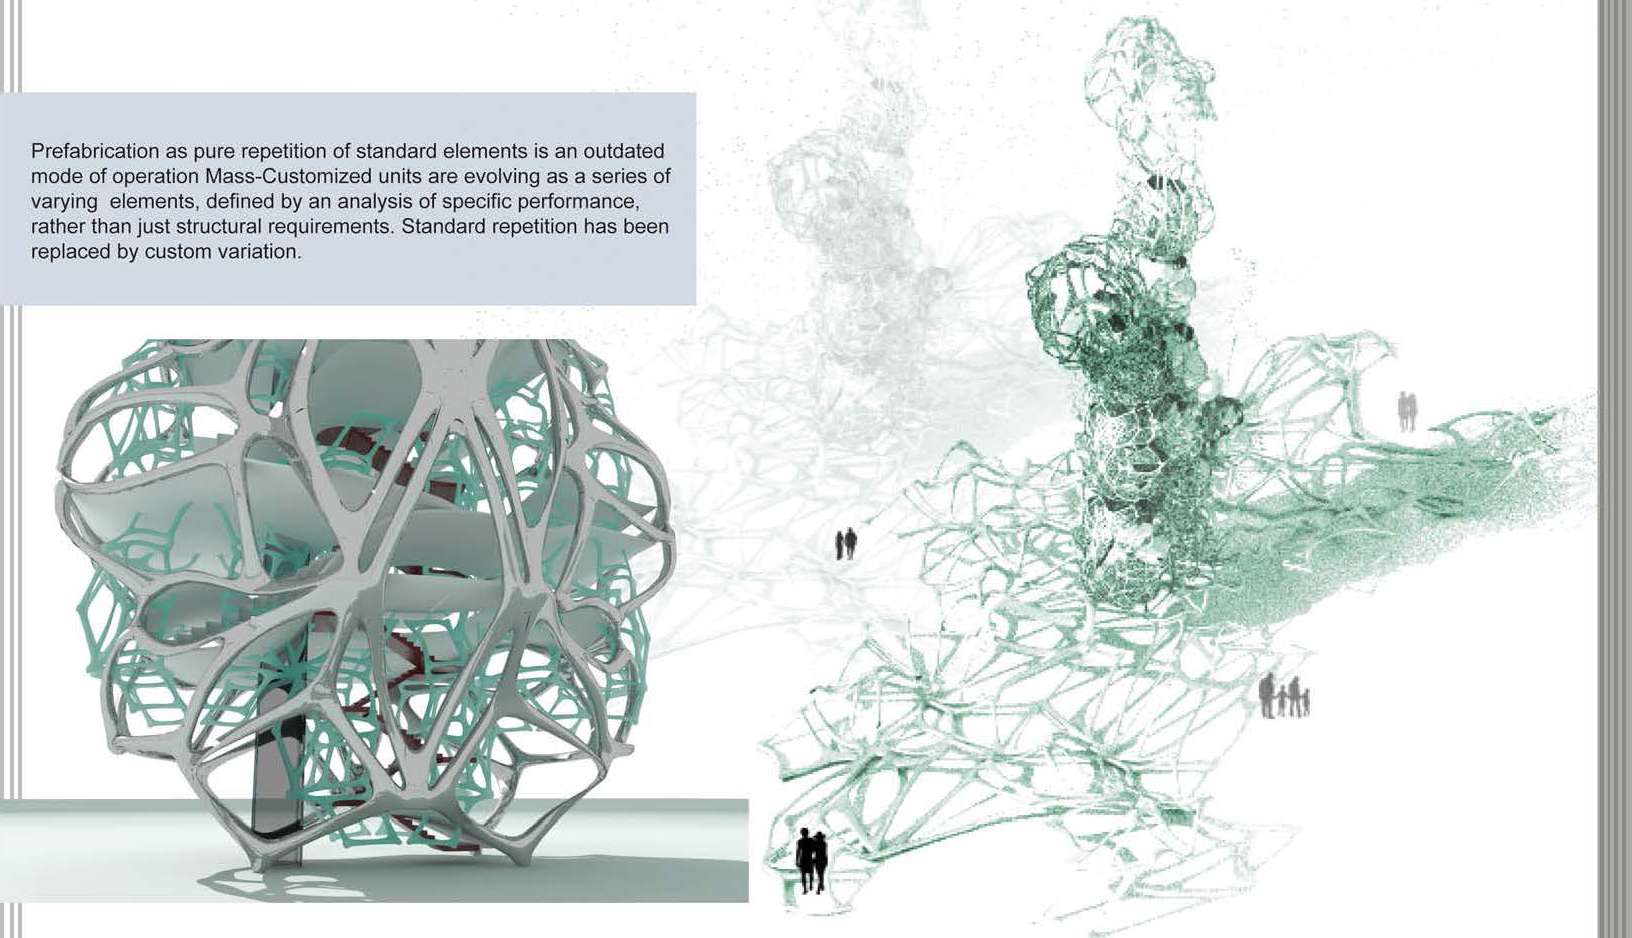 Prefabrication as pure repetition of standard elements is an outdated
mode of operation Mass-Customized units are evolving as a series of
varying  elements, defined by an analysis of specific performance,
rather than just structural requirements. Standard repetition has been
replaced by custom variation.